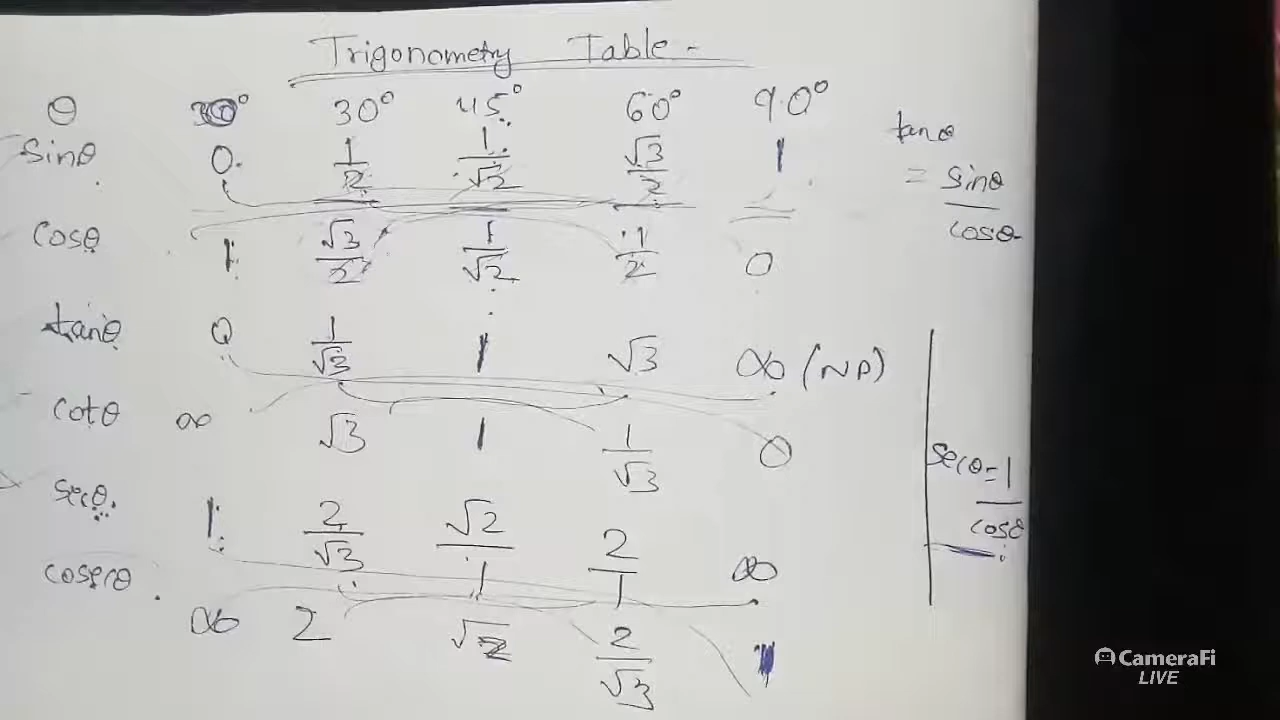 Trigonometry Table -
θ 0° 30° 45° 60° 90°
sinθ 0 1/2 1/√2 √3/2 1
cosθ 1 √3/2 1/√2 1/2 0
tanθ 0 1/√3 1 √3 ∞ (ND)
cotθ ∞ √3 1 1/√3 0
secθ 1 2/√3 √2/1 2/1 ∞
cosecθ ∞ 2 √2 2/√3 1
tanθ
= sinθ/cosθ
secθ = 1/cosθ
CameraFi
LIVE